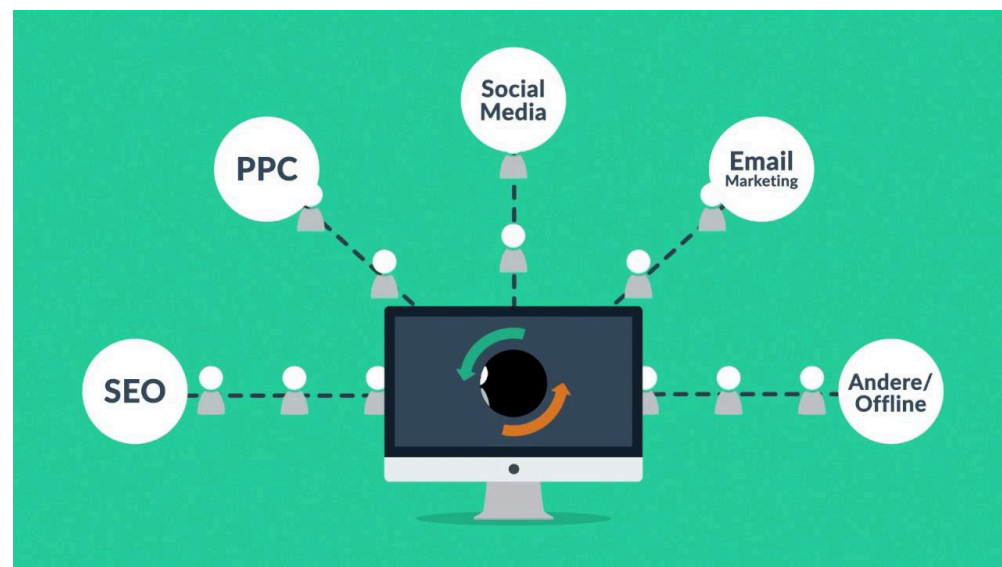 Social
Media
PPC
Email
Marketing
SEO
Andere/
Offline